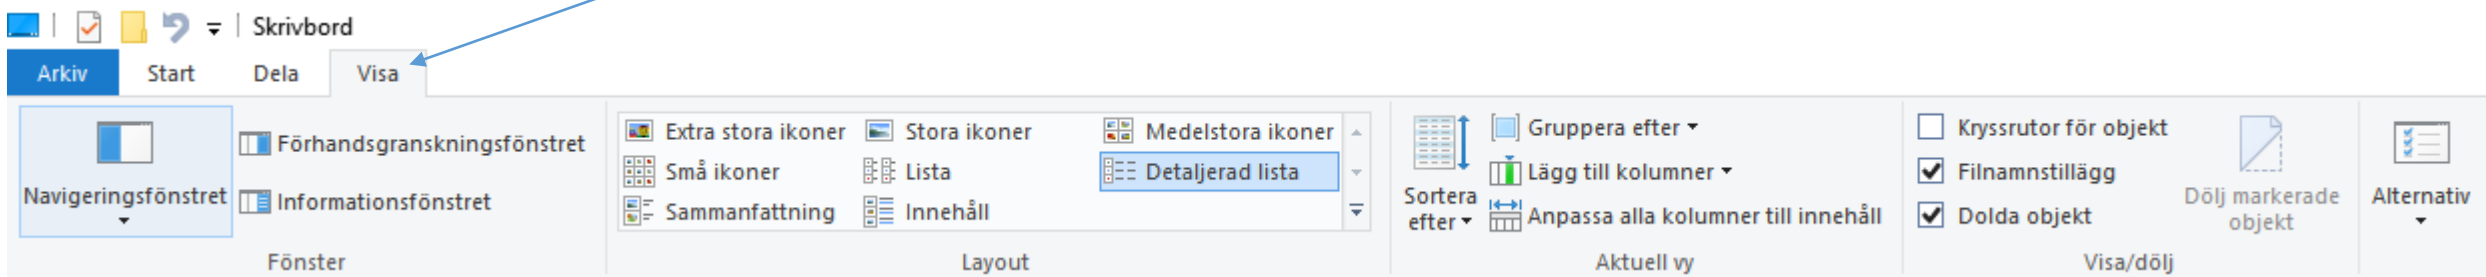 Skrivbord
Arkiv Start Dela Visa
Navigeringsfönstret
Förhandsgranskningsfönstret
Informationsfönstret
Fönster
Extra stora ikoner Stora ikoner Medelstora ikoner
Små ikoner Lista Detaljerad lista
Sammanfattning Innehåll
Layout
Sortera
efter
Gruppera efter
Lägg till kolumner
Anpassa alla kolumner till innehåll
Aktuell vy
Kryssrutor för objekt
Filnamnstillägg
Dolda objekt
Dölj markerade
objekt
Visa/dölj
Alternativ